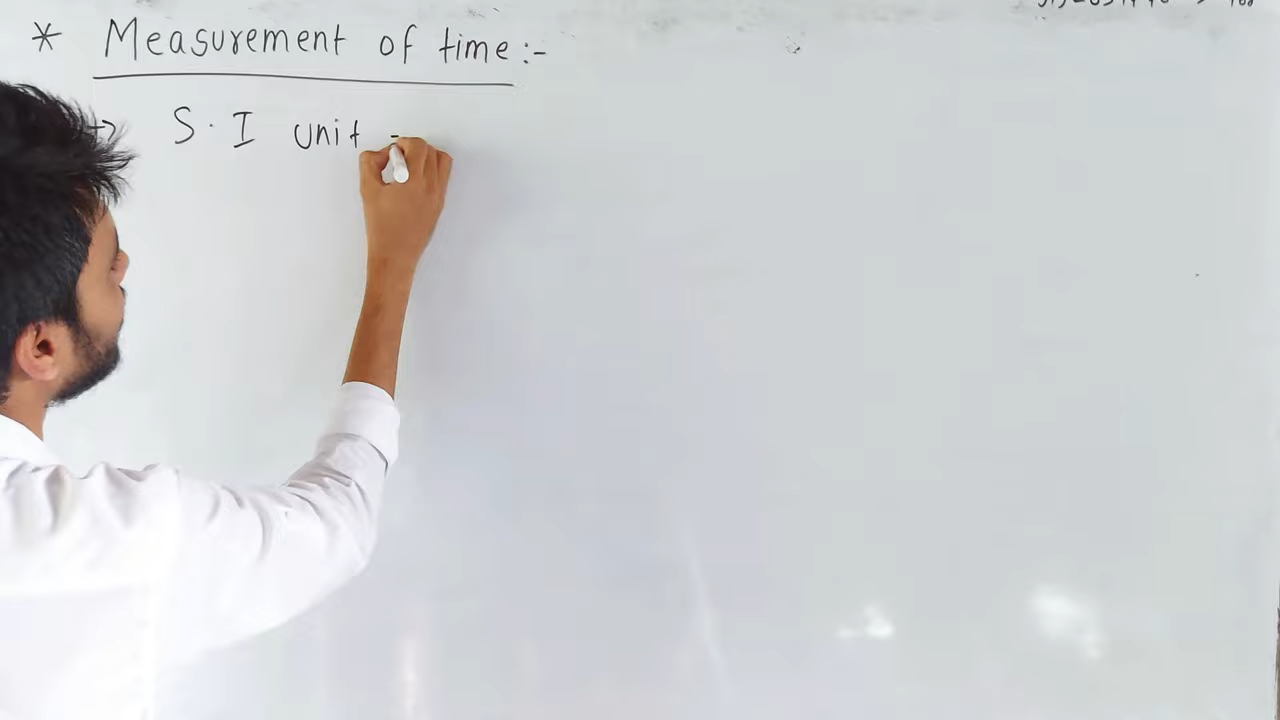 * Measurement of time:-
→ S.I unit =